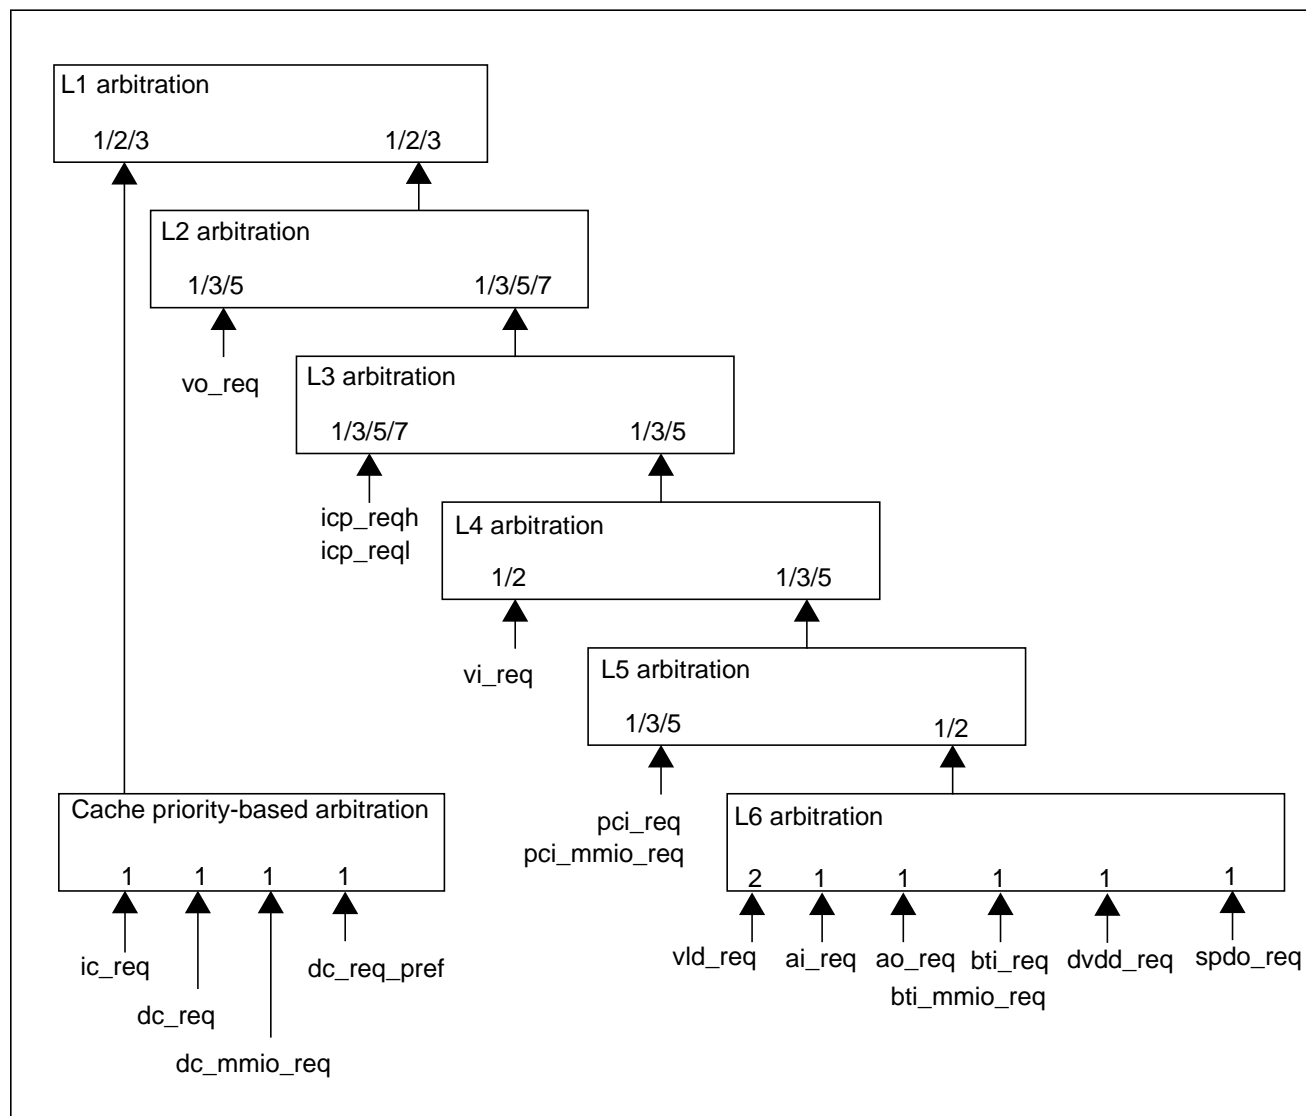 L1 arbitration
1/2/3 1/2/3
L2 arbitration
1/3/5 1/3/5/7
vo_req
L3 arbitration
1/3/5/7 1/3/5
icp_reqh
icp_reql
L4 arbitration
1/2 1/3/5
vi_req
L5 arbitration
1/3/5 1/2
pci_req
pci_mmio_req
Cache priority-based arbitration
1 1 1 1
ic_req
dc_req_pref
dc_req
dc_mmio_req
L6 arbitration
2 1 1 1 1 1
vld_req ai_req ao_req bti_req dvdd_req spdo_req
bti_mmio_req